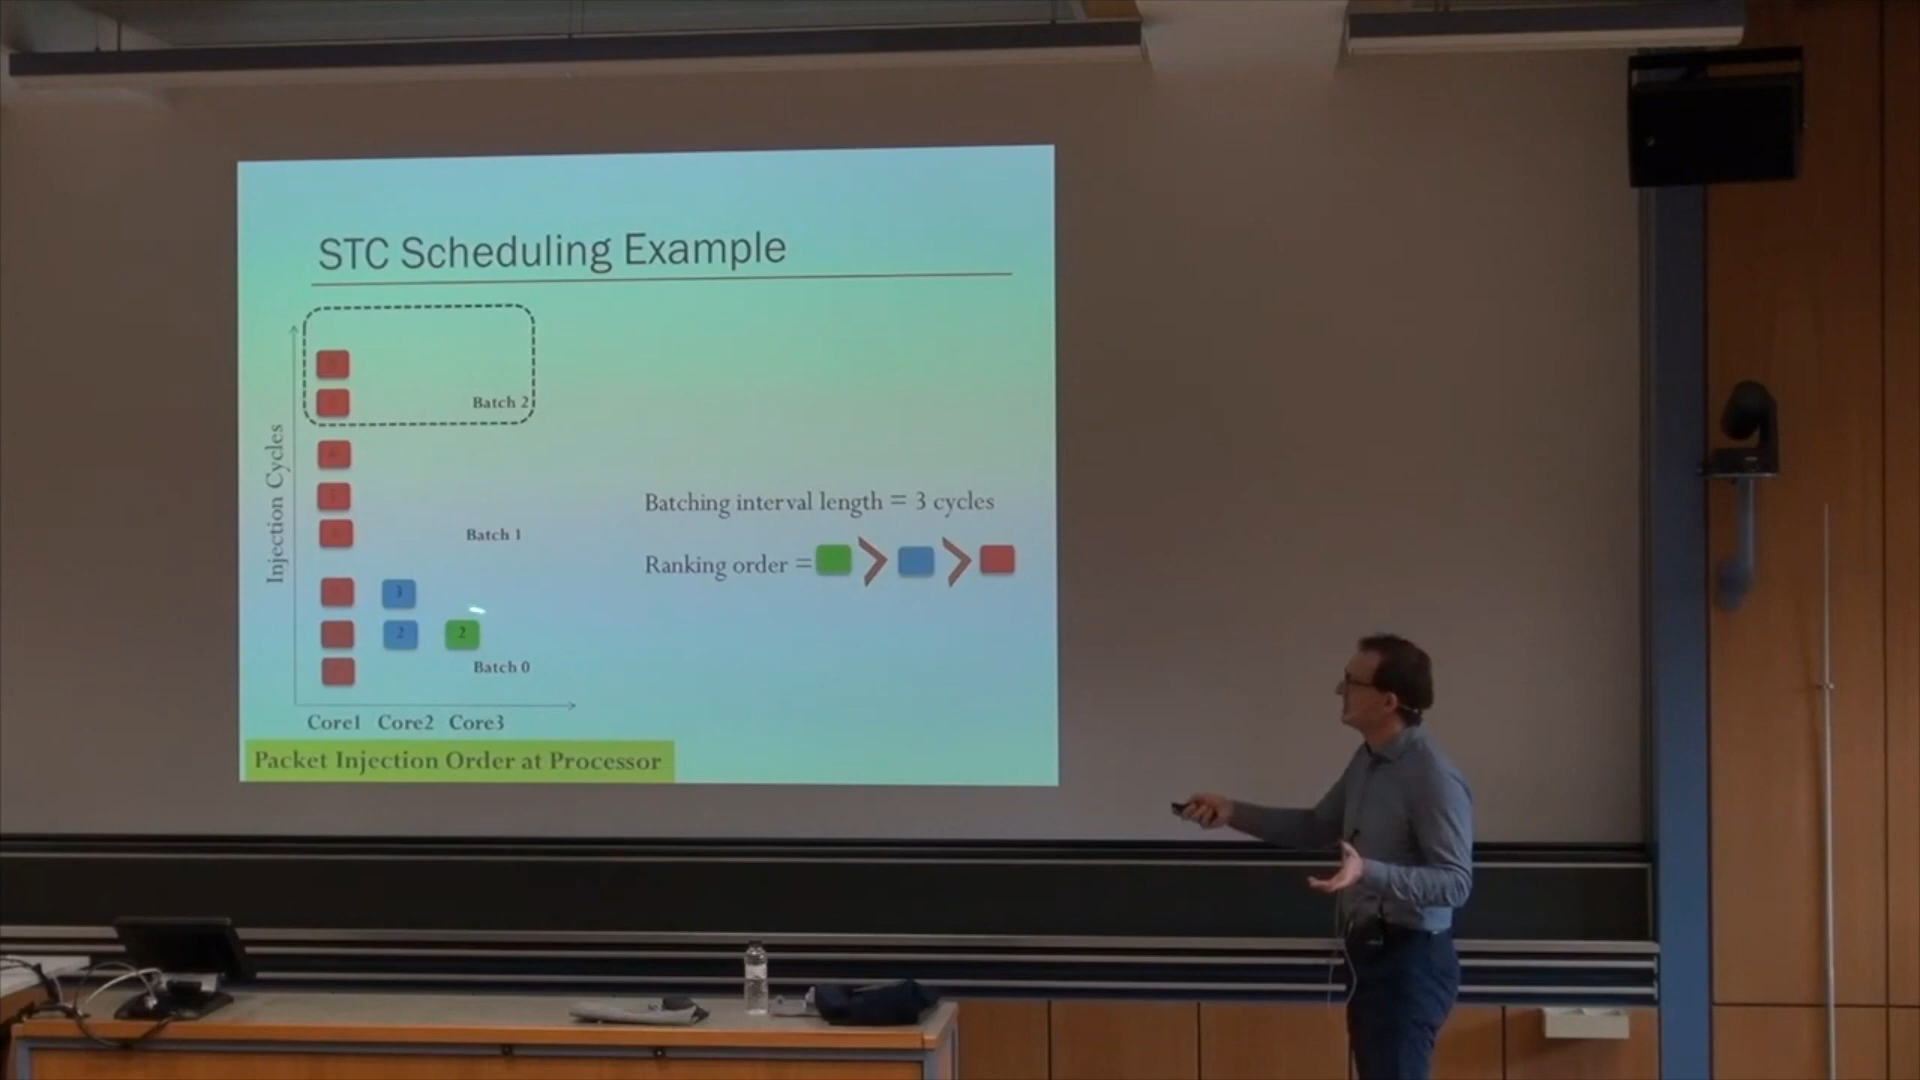 STC Scheduling Example
Batch 2
Injection Cycles
Batching interval length = 3 cycles
Batch 1
Ranking order =
3
2
2
Batch 0
Core1 Core2 Core3
Packet Injection Order at Processor